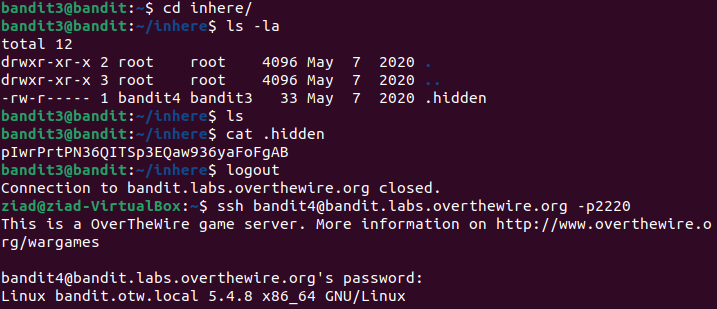 bandit3@bandit:~$ cd inhere/
bandit3@bandit:~/inhere$ ls -la
total 12
drwxr-xr-x 2 root    root    4096 May  7  2020 .
drwxr-xr-x 3 root    root    4096 May  7  2020 ..
-rw-r----- 1 bandit4 bandit3   33 May  7  2020 .hidden
bandit3@bandit:~/inhere$ ls
bandit3@bandit:~/inhere$ cat .hidden
pIwrPrtPN36QITSp3EQaw936yaFoFgAB
bandit3@bandit:~/inhere$ logout
Connection to bandit.labs.overthewire.org closed.
ziad@ziad-VirtualBox:~$ ssh bandit4@bandit.labs.overthewire.org -p2220
This is a OverTheWire game server. More information on http://www.overthewire.o
rg/wargames

bandit4@bandit.labs.overthewire.org's password:
Linux bandit.otw.local 5.4.8 x86_64 GNU/Linux